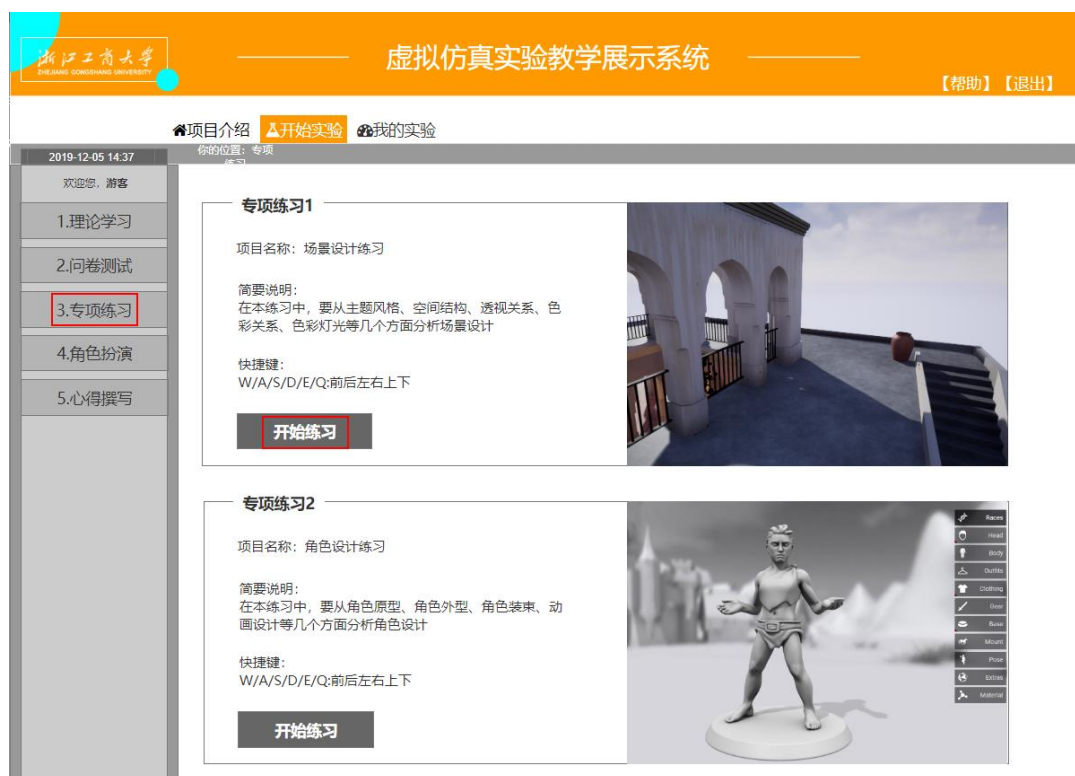 浙江工商大学
ZHEJIANG GONGSHANG UNIVERSITY
虚拟仿真实验教学展示系统
【帮助】【退出】
项目介绍 开始实验 我的实验
2019-12-05 14:37
你的位置：专项
练习
欢迎您，游客
1.理论学习
2.问卷测试
3.专项练习
4.角色扮演
5.心得撰写
专项练习1
项目名称：场景设计练习
简要说明：
在本练习中，要从主题风格、空间结构、透视关系、色
彩关系、色彩灯光等几个方面分析场景设计
快捷键：
W/A/S/D/E/Q:前后左右上下
开始练习
专项练习2
项目名称：角色设计练习
简要说明：
在本练习中，要从角色原型、角色外型、角色装束、动
画设计等几个方面分析角色设计
快捷键：
W/A/S/D/E/Q:前后左右上下
开始练习
Races
Head
Body
Outfits
Clothing
Gear
Base
Mount
Pose
Extras
Material